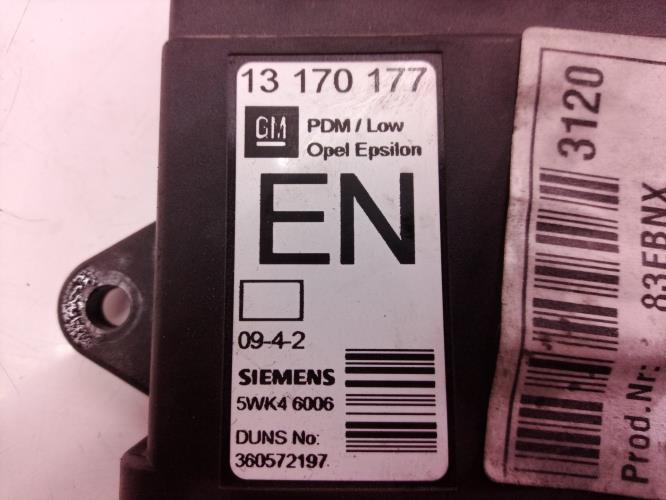 13 170 177
GM
PDM / Low
Opel Epsilon
EN
09-4-2
SIEMENS
5WK4 6006
DUNS No:
360572197
3120
83FBNX
Prod.Nr: